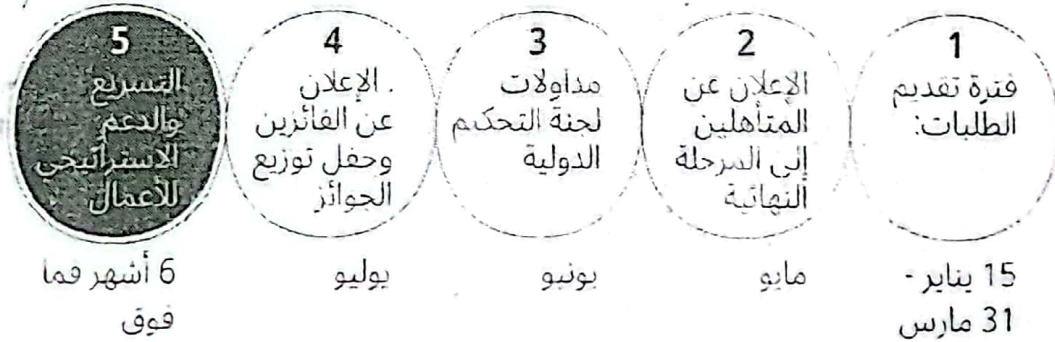 1
فترة تقديم
الطلبات:
15 يناير -
31 مارس
2
الإعلان عن
المتأهلين
إلى المرحلة
النهائية
مايو
3
مداولات
لجنة التحكيم
الدولية
يونيو
4
. الإعلان
عن الفائزين
وحفل توزيع
الجوائز
يوليو
5
التسريع
والدعم
الاستراتيجي
للأعمال
6 أشهر فما
فوق